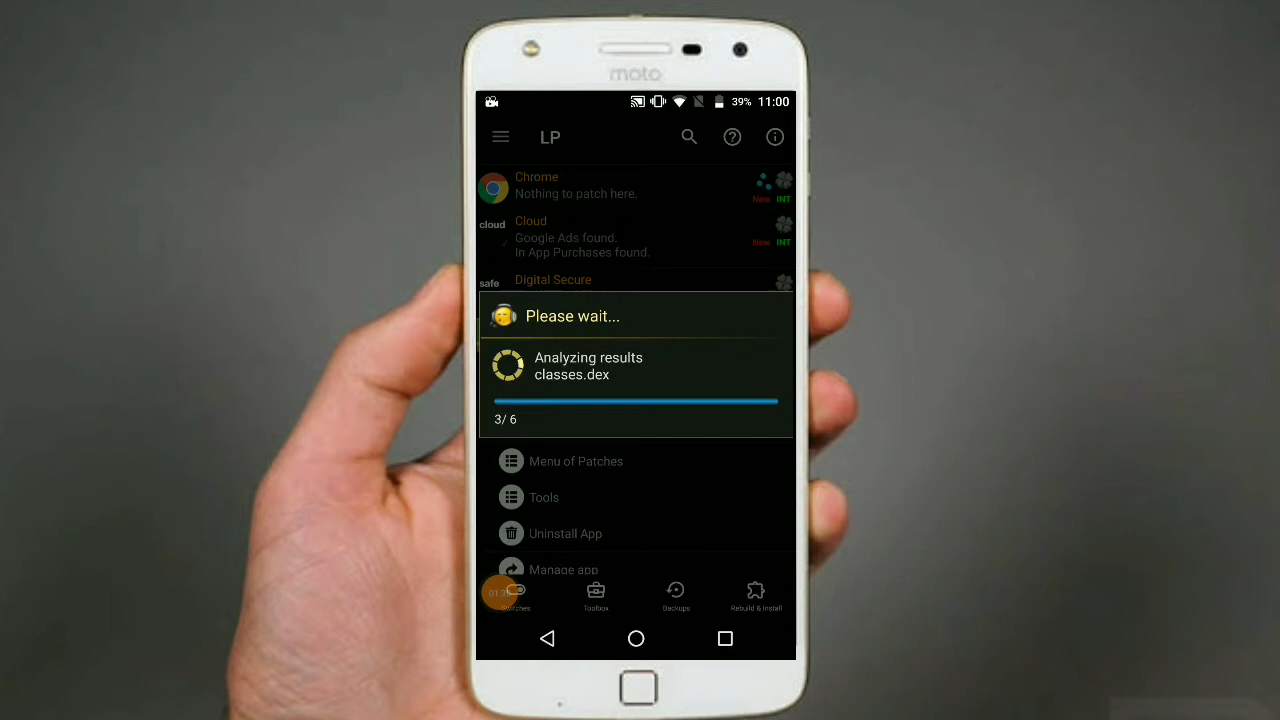 moto
39% 11:00
LP
Chrome
Nothing to patch here.
New INT
cloud
Cloud
Google Ads found.
In App Purchases found.
New INT
safe
Digital Secure
Please wait...
Analyzing results
classes.dex
3/ 6
Menu of Patches
Tools
Uninstall App
Manage app
Toolbox
Backups
Rebuild & Install